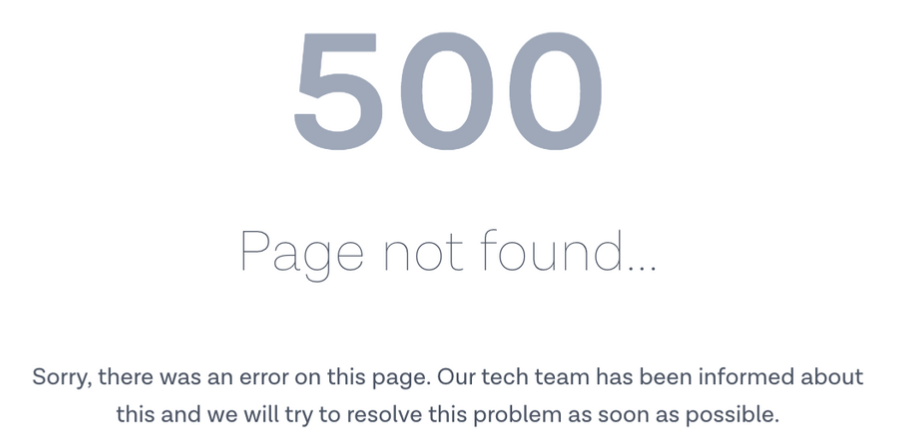 500
Page not found...
Sorry, there was an error on this page. Our tech team has been informed about
this and we will try to resolve this problem as soon as possible.